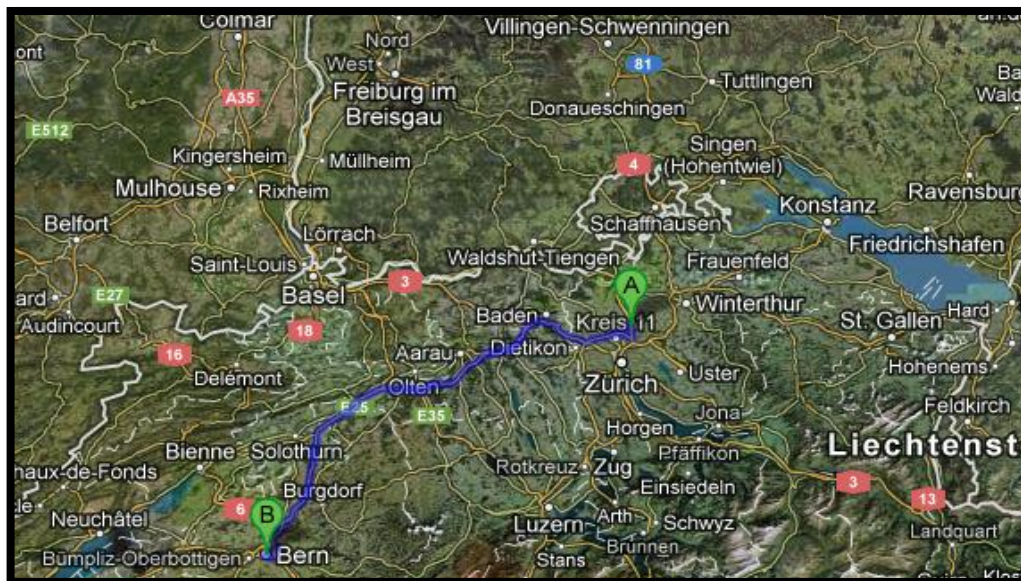 Colmar
Villingen-Schwenningen
Nord
West
81
Freiburg im
Breisgau
Tuttlingen
A35
Donaueschingen
E512
Kingersheim
Müllheim
4
Singen
(Hohentwiel)
Mulhouse
Rixheim
Ravensburg
Konstanz
Schaffhausen
Belfort
Lörrach
Friedrichshafen
Waldshut-Tiengen
Saint-Louis
3
Frauenfeld
A
Basel
E27
Winterthur
Hard
Audincourt
18
Baden
Kreis 11
St. Gallen
16
Aarau
Dietikon
Hohenems
Delémont
Zürich
Uster
Olten
E25
E35
Jona
Feldkirch
Horgen
Bienne
Solothurn
Pfäffikon
Liechtenst
haux-de-Fonds
Rotkreuz
Zug
Burgdorf
Einsiedeln
3
13
6
B
Luzern
Arth
Schwyz
Neuchâtel
Brunnen
Landquart
Bümpliz-Oberbottigen
Bern
Stans